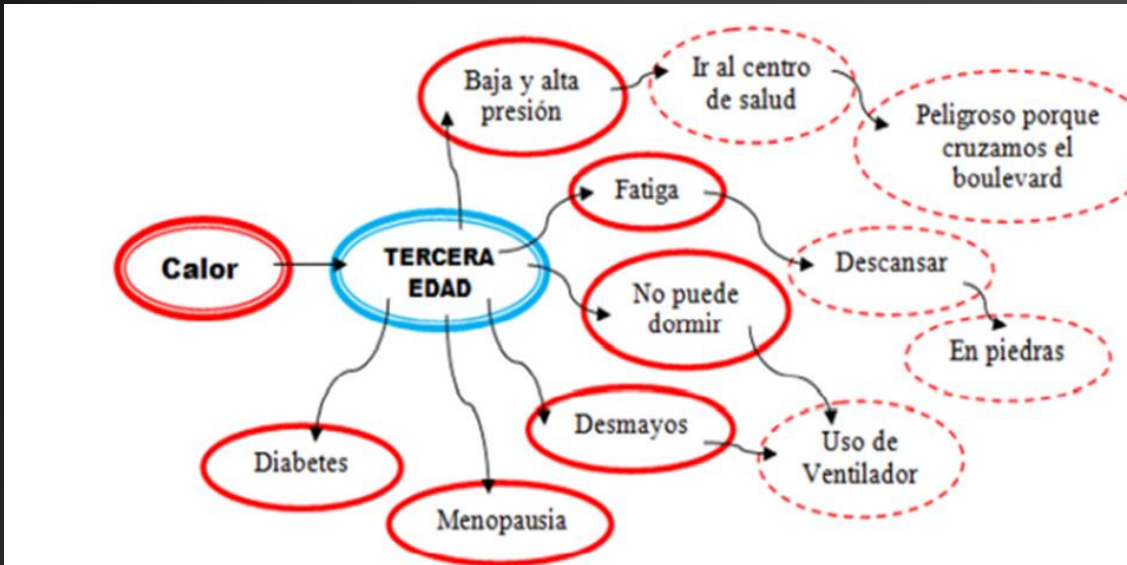 Baja y alta
presión
Ir al centro
de salud
Peligroso porque
cruzamos el
boulevard
Fatiga
Calor
TERCERA
EDAD
Descansar
No puede
dormir
En piedras
Desmayos
Uso de
Ventilador
Diabetes
Menopausia